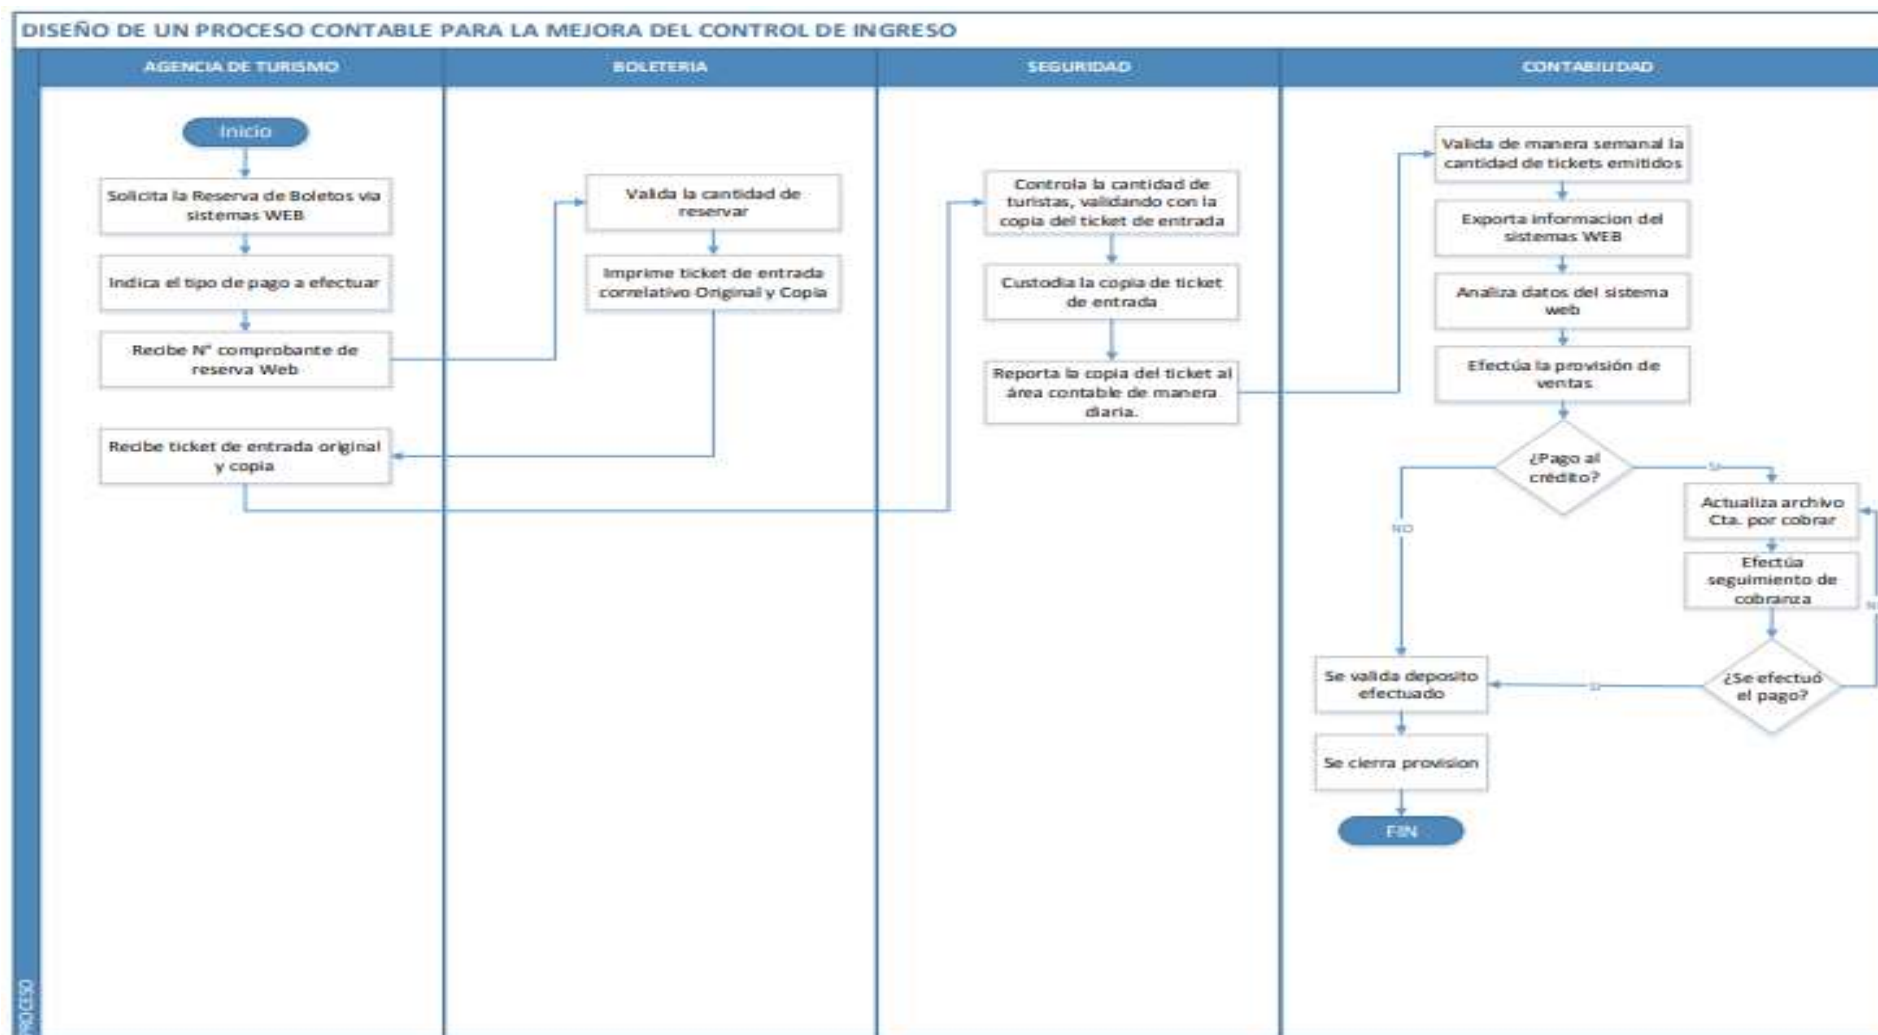 DISEÑO DE UN PROCESO CONTABLE PARA LA MEJORA DEL CONTROL DE INGRESO
AGENCIA DE TURISMO
BOLETERIA
SEGURIDAD
CONTABILIDAD
Inicio
Solicita la Reserva de Boletos via
sistemas WEB
Indica el tipo de pago a efectuar
Recibe N° comprobante de
reserva Web
Recibe ticket de entrada original
y copia
Valida la cantidad de
reservar
Imprime ticket de entrada
correlativo Original y Copia
Controla la cantidad de
turistas, validando con la
copia del ticket de entrada
Custodia la copia de ticket
de entrada
Reporta la copia del ticket al
área contable de manera
diaria.
Valida de manera semanal la
cantidad de tickets emitidos
Exporta informacion del
sistemas WEB
Analiza datos del sistema
web
Efectúa la provisión de
ventas
¿Pago al
crédito?
SI
NO
Actualiza archivo
Cta. por cobrar
Efectúa
seguimiento de
cobranza
¿Se efectuó
el pago?
SI
Se valida deposito
efectuado
Se cierra provision
FIN
PROCESO